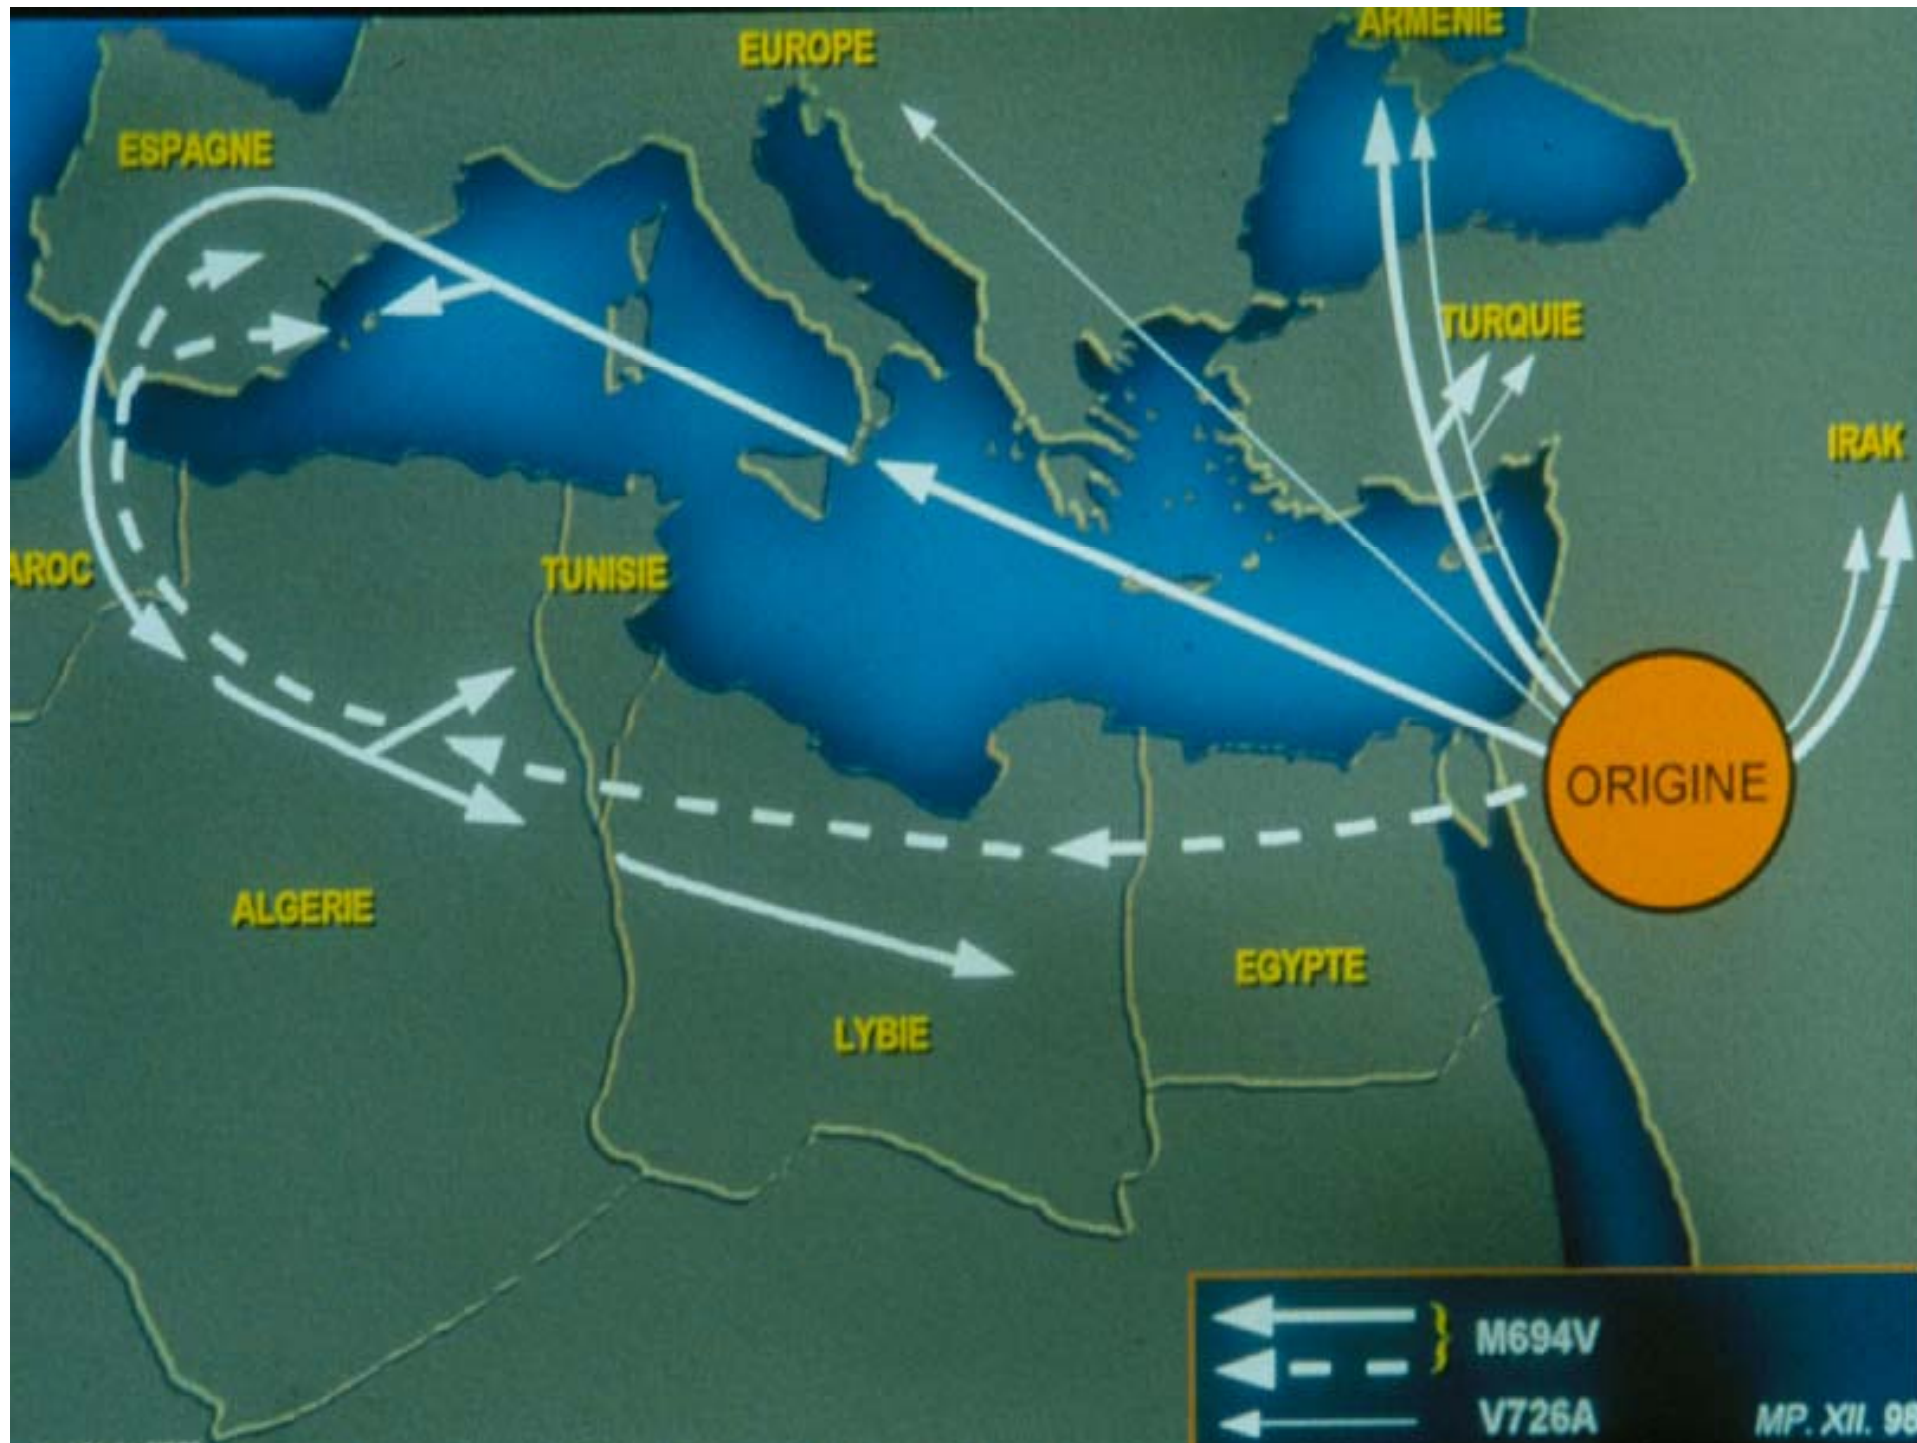 EUROPE
ARMENIE
ESPAGNE
TURQUIE
IRAK
AROC
TUNISIE
ORIGINE
ALGERIE
EGYPTE
LYBIE
M694V
V726A
MP. XII. 98